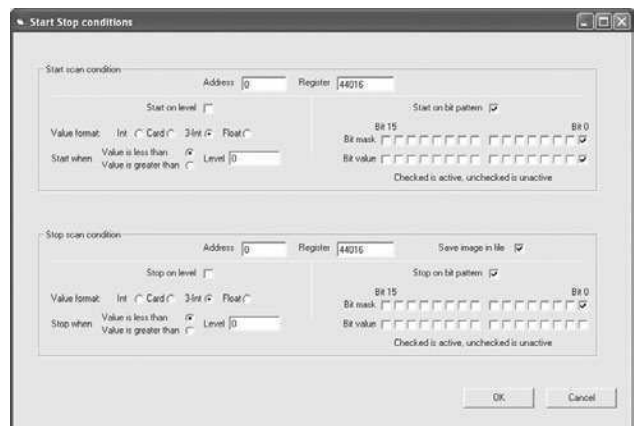 Start Stop conditions
Start scan condition
Address 0 Register 44016
Start on level Start on bit pattern
Bit 15 Bit 0
Value format: Int Card 3-Int Float
Bit mask
Start when Value is less than Level 0
Value is greater than
Bit value
Checked is active, unchecked is unactive
Stop scan condition
Address 0 Register 44016 Save image in file
Stop on level Stop on bit pattern
Bit 15 Bit 0
Value format: Int Card 3-Int Float
Bit mask
Stop when Value is less than Level 0
Value is greater than
Bit value
Checked is active, unchecked is unactive
OK Cancel